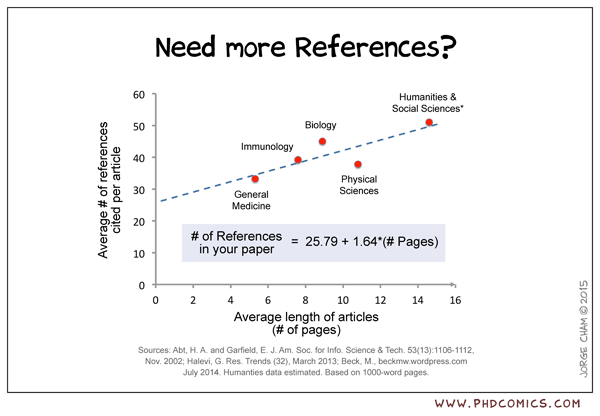 Need more References?
Average # of references
cited per article
60
50
40
30
20
10
0
Humanities &
Social Sciences*
Biology
Immunology
Physical
Sciences
General
Medicine
# of References
in your paper
= 25.79 + 1.64*(# Pages)
0 2 4 6 8 10 12 14 16
Average length of articles
(# of pages)
Sources: Abt, H. A. and Garfield, E. J. Am. Soc. for Info. Science & Tech. 53(13):1106-1112,
Nov. 2002; Halevi, G. Res. Trends (32), March 2013; Beck, M., beckmw.wordpress.com
July 2014. Humanties data estimated. Based on 1000-word pages.
JORGE CHAM © 2015
WWW.PHDCOMICS.COM